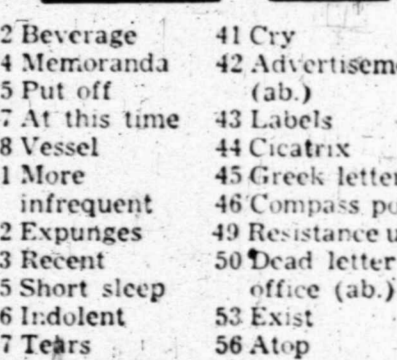 2 Beverage
4 Memoranda
5 Put off
7 At this time
8 Vessel
1 More
infrequent
2 Expunges
3 Recent
5 Short sleep
6 Indolent
7 Tears
41 Cry
42 Advertiseme
(ab.)
43 Labels
44 Cicatrix
45 Greek letter
46 Compass po
49 Resistance u
50 Dead letter
office (ab.)
53 Exist
56 Atop